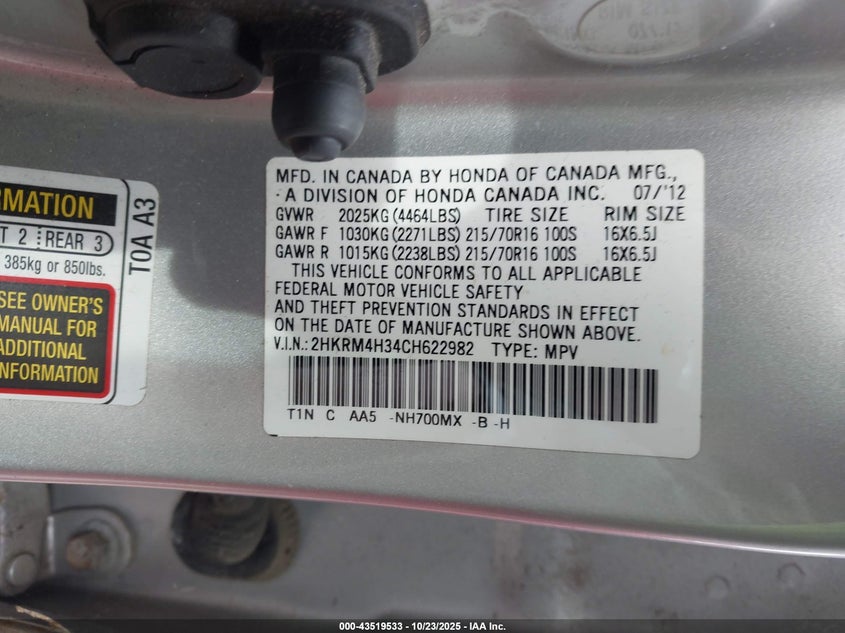 RMATION
T 2 REAR 3
385kg or 850lbs.
SEE OWNER'S
MANUAL FOR
ADDITIONAL
INFORMATION
T0A A3
MFD. IN CANADA BY HONDA OF CANADA MFG.,
A DIVISION OF HONDA CANADA INC. 07/'12
GVWR 2025KG (4464LBS) TIRE SIZE RIM SIZE
GAWR F 1030KG (2271LBS) 215/70R16 100S 16X6.5J
GAWR R 1015KG (2238LBS) 215/70R16 100S 16X6.5J
THIS VEHICLE CONFORMS TO ALL APPLICABLE
FEDERAL MOTOR VEHICLE SAFETY
AND THEFT PREVENTION STANDARDS IN EFFECT
ON THE DATE OF MANUFACTURE SHOWN ABOVE.
V.I.N.: 2HKRM4H34CH622982 TYPE: MPV
T1N C AA5 -NH700MX -B -H
000-43519533 - 10/23/2025 - IAA Inc.